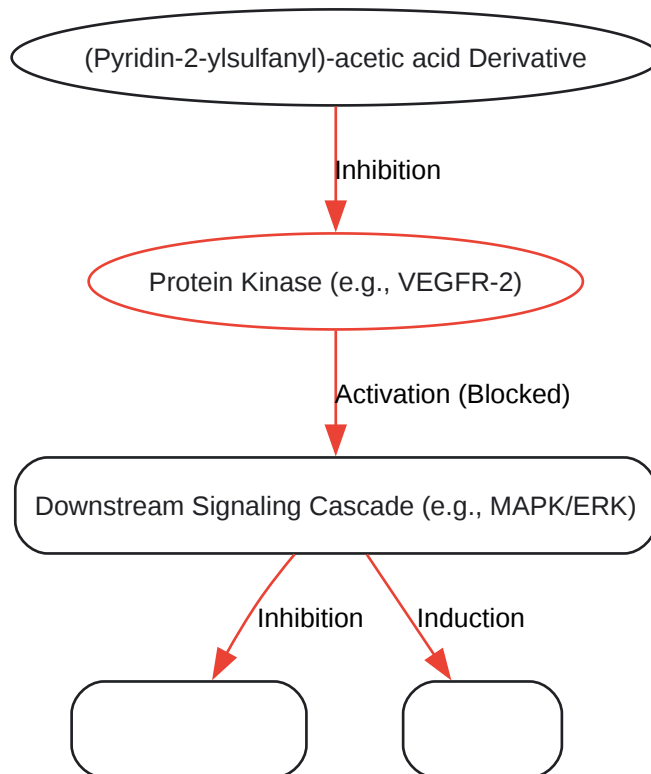 (Pyridin-2-ylsulfanyl)-acetic acid Derivative
Inhibition
Protein Kinase (e.g., VEGFR-2)
Activation (Blocked)
Downstream Signaling Cascade (e.g., MAPK/ERK)
Inhibition
Induction